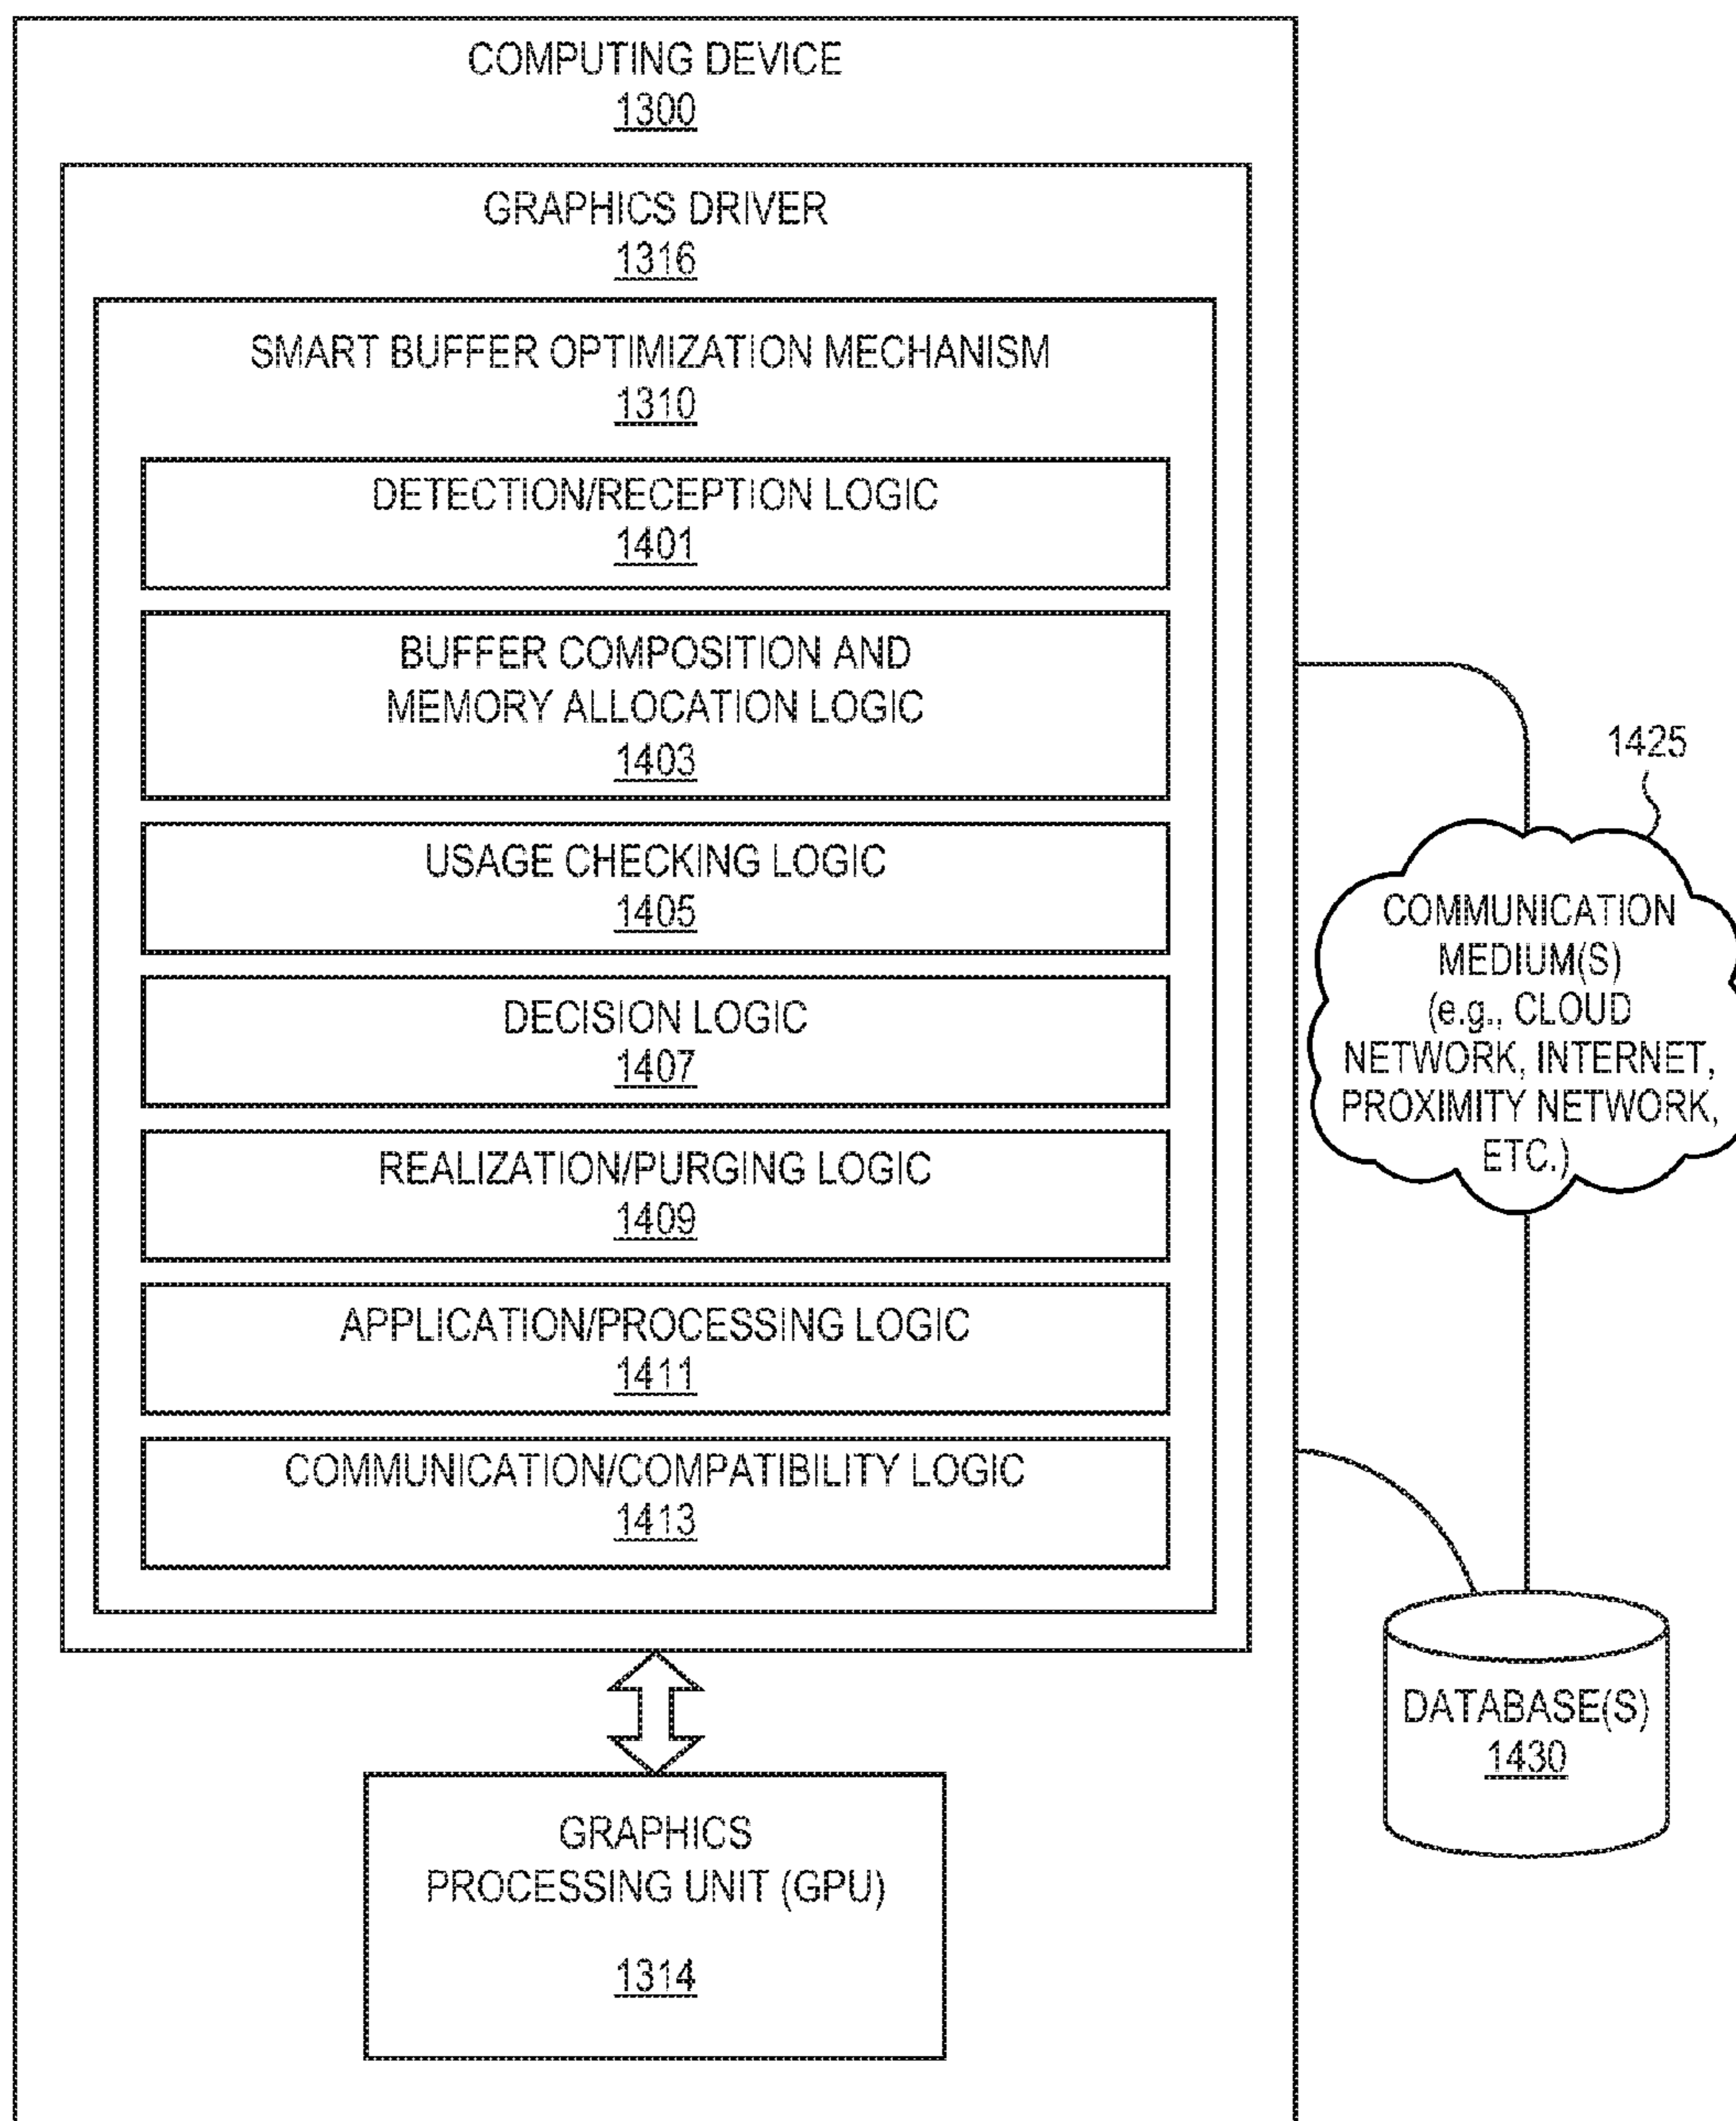 COMPUTING DEVICE
1300
GRAPHICS DRIVER
1316
SMART BUFFER OPTIMIZATION MECHANISM
1310
DETECTION/RECEPTION LOGIC
1401
BUFFER COMPOSITION AND
MEMORY ALLOCATION LOGIC
1403
USAGE CHECKING LOGIC
1405
DECISION LOGIC
1407
REALIZATION/PURGING LOGIC
1409
APPLICATION/PROCESSING LOGIC
1411
COMMUNICATION/COMPATIBILITY LOGIC
1413
GRAPHICS
PROCESSING UNIT (GPU)
1314
1425
COMMUNICATION
MEDIUM(S)
(e.g., CLOUD
NETWORK, INTERNET,
PROXIMITY NETWORK,
ETC.)
DATABASE(S)
1430